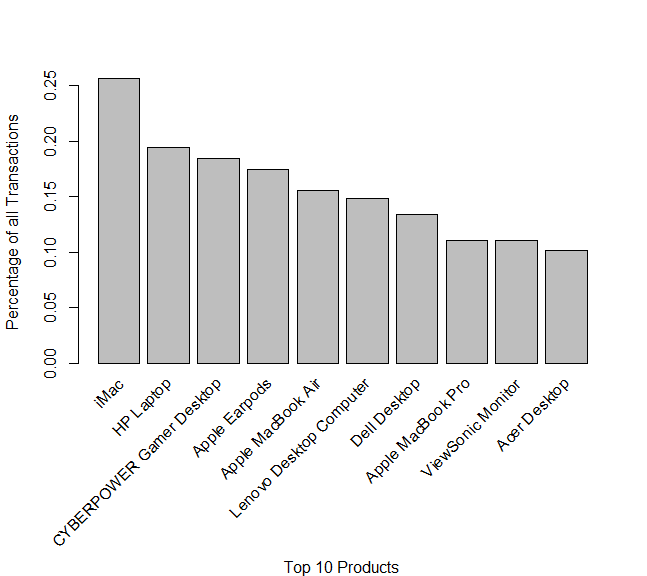 Percentage of all Transactions
0.25
0.20
0.15
0.10
0.05
0.00
iMac
HP Laptop
CYBERPOWER Gamer Desktop
Apple Earpods
Apple MacBook Air
Lenovo Desktop Computer
Dell Desktop
Apple MacBook Pro
ViewSonic Monitor
Acer Desktop
Top 10 Products